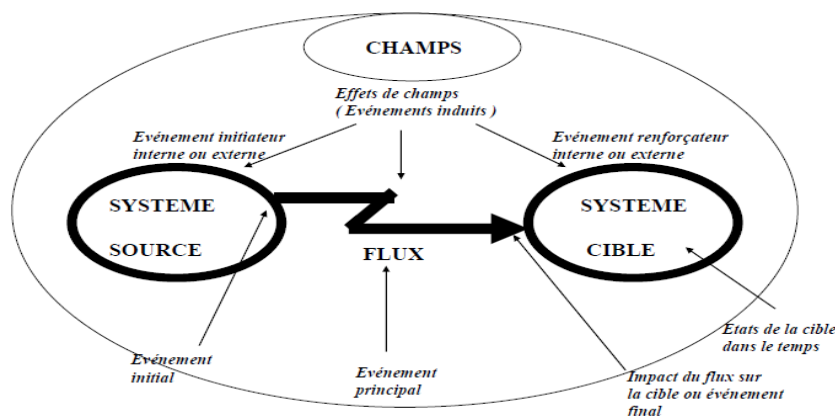 CHAMPS
Effets de champs
( Evénements induits )
Evénement initiateur
interne ou externe
Evénement renforçateur
interne ou externe
SYSTEME
SOURCE
FLUX
SYSTEME
CIBLE
Evénement
initial
Evénement
principal
Impact du flux sur
la cible ou événement
final
Etats de la cible
dans le temps